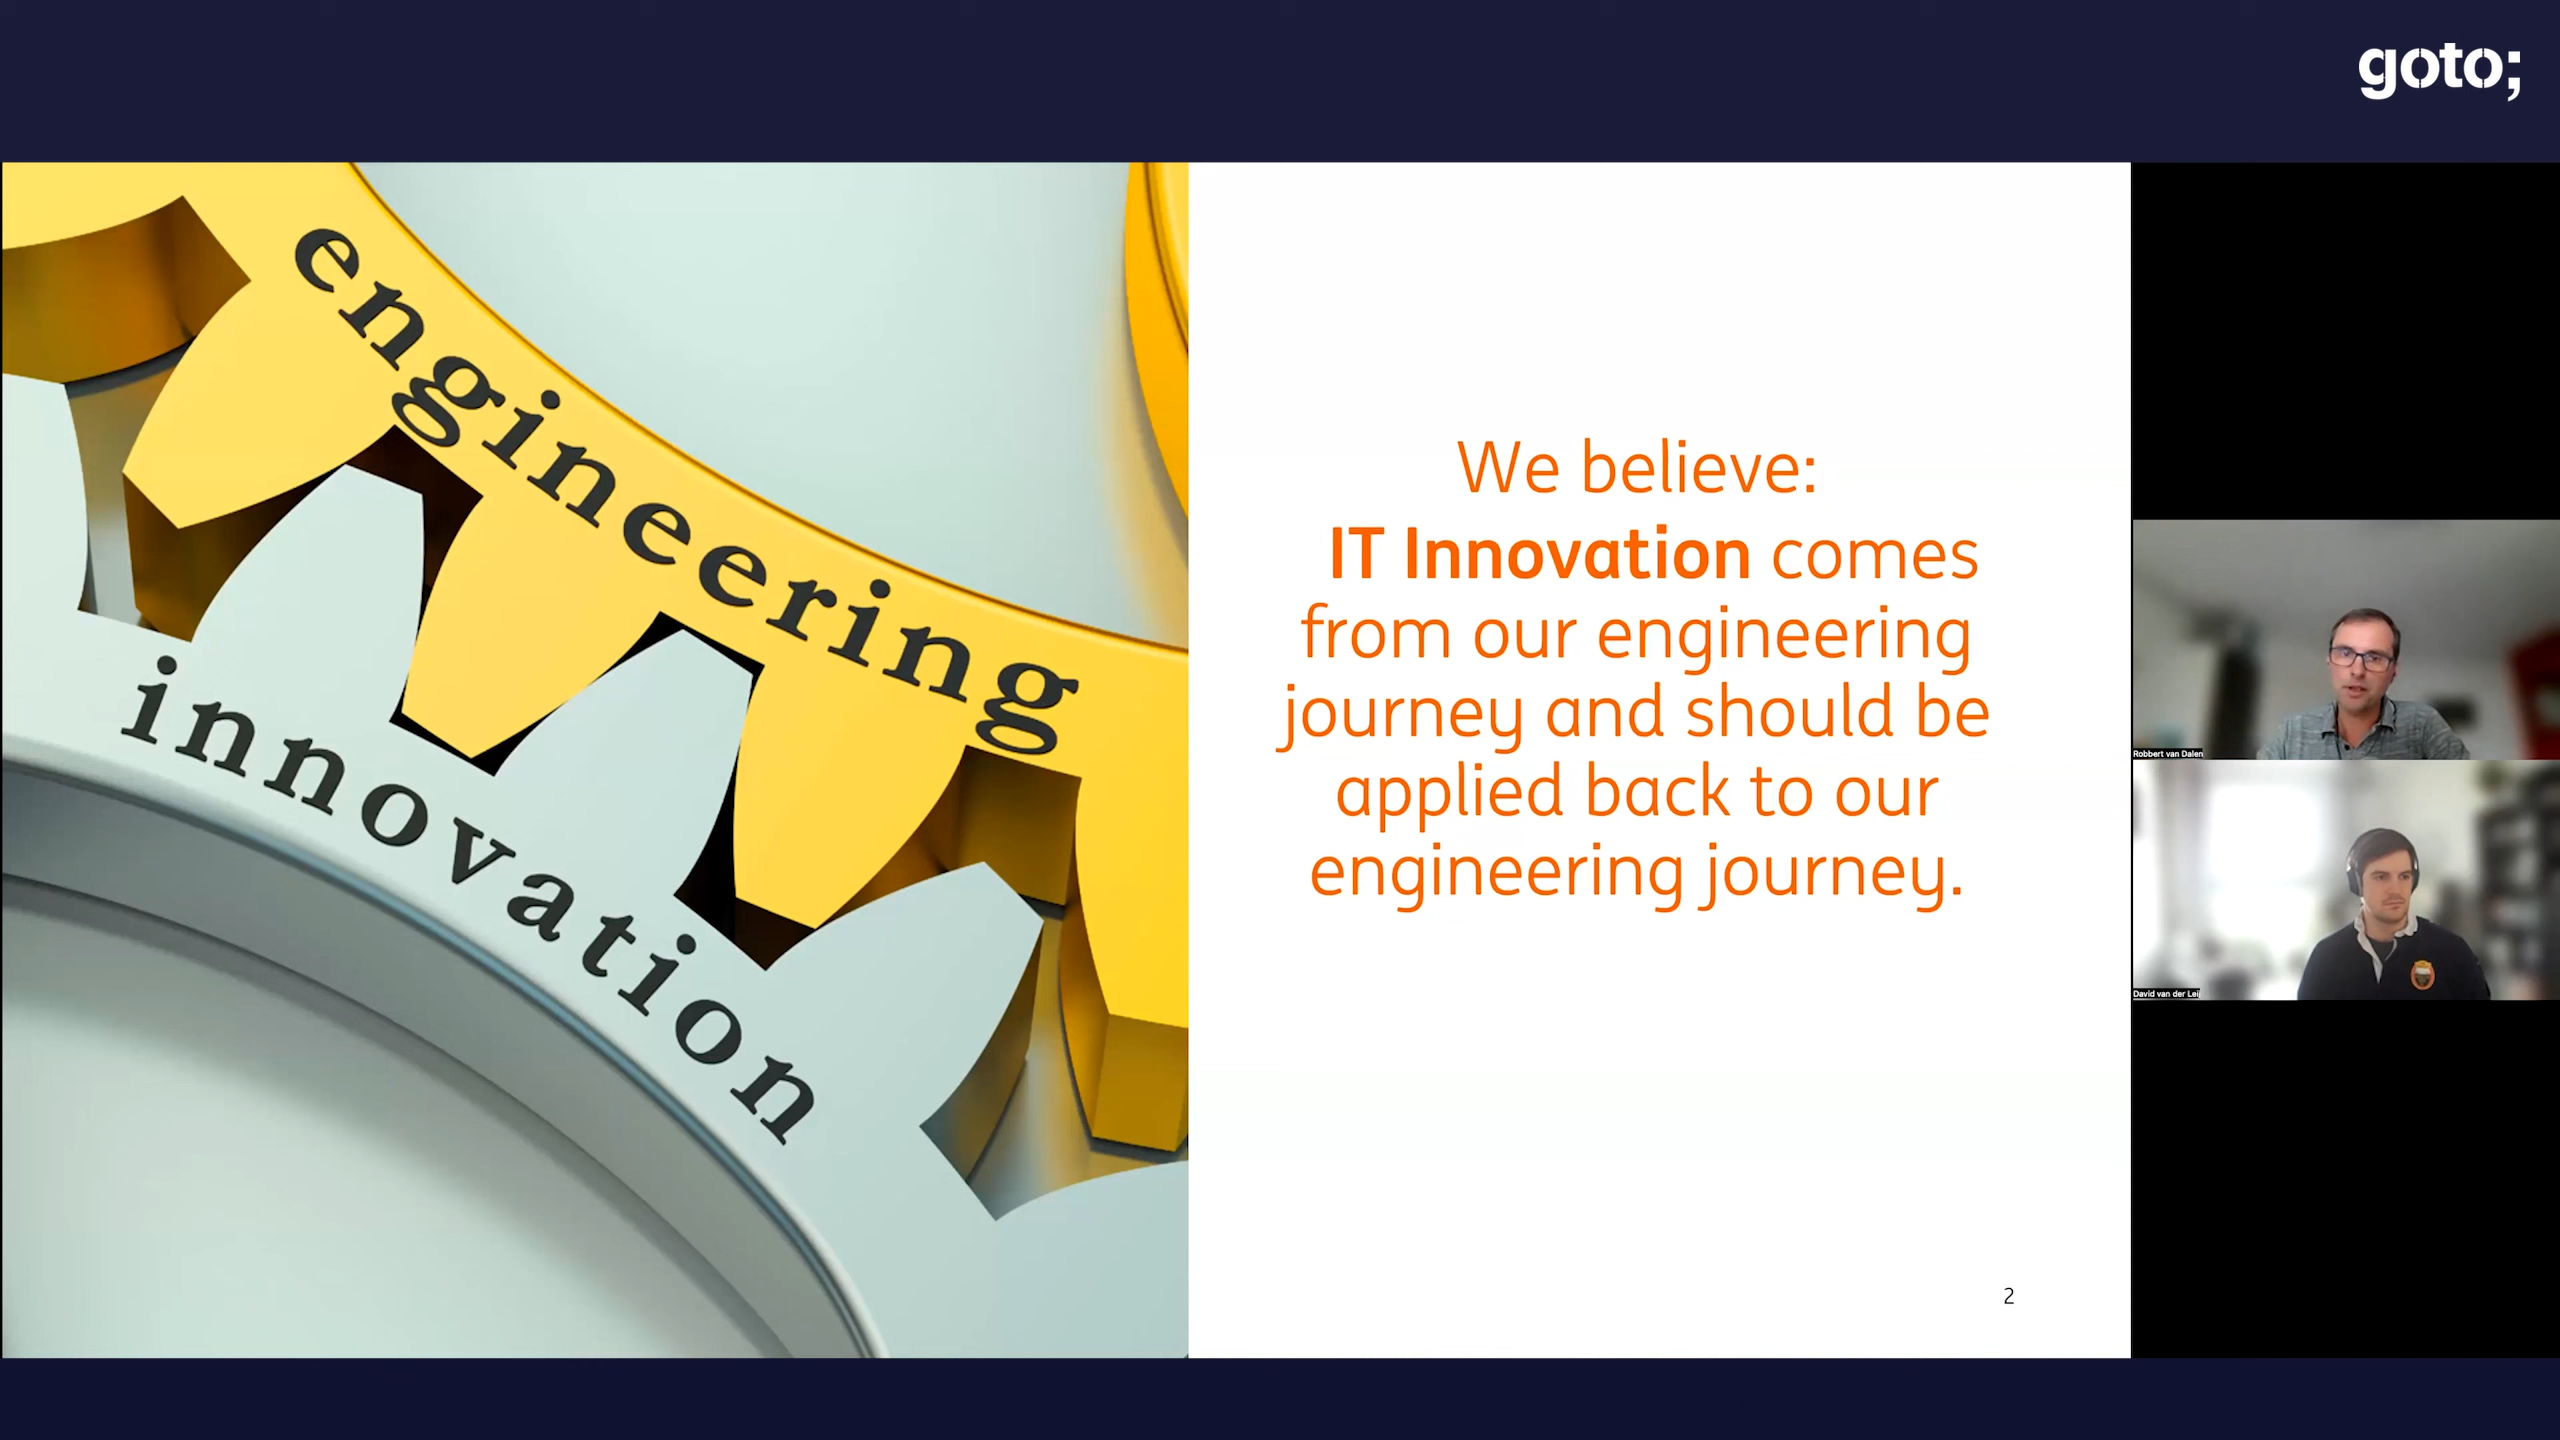 goto;
engineering
innovation
We believe:
IT Innovation comes
from our engineering
journey and should be
applied back to our
engineering journey.
2
Robbert van Dalen
David van der Leij